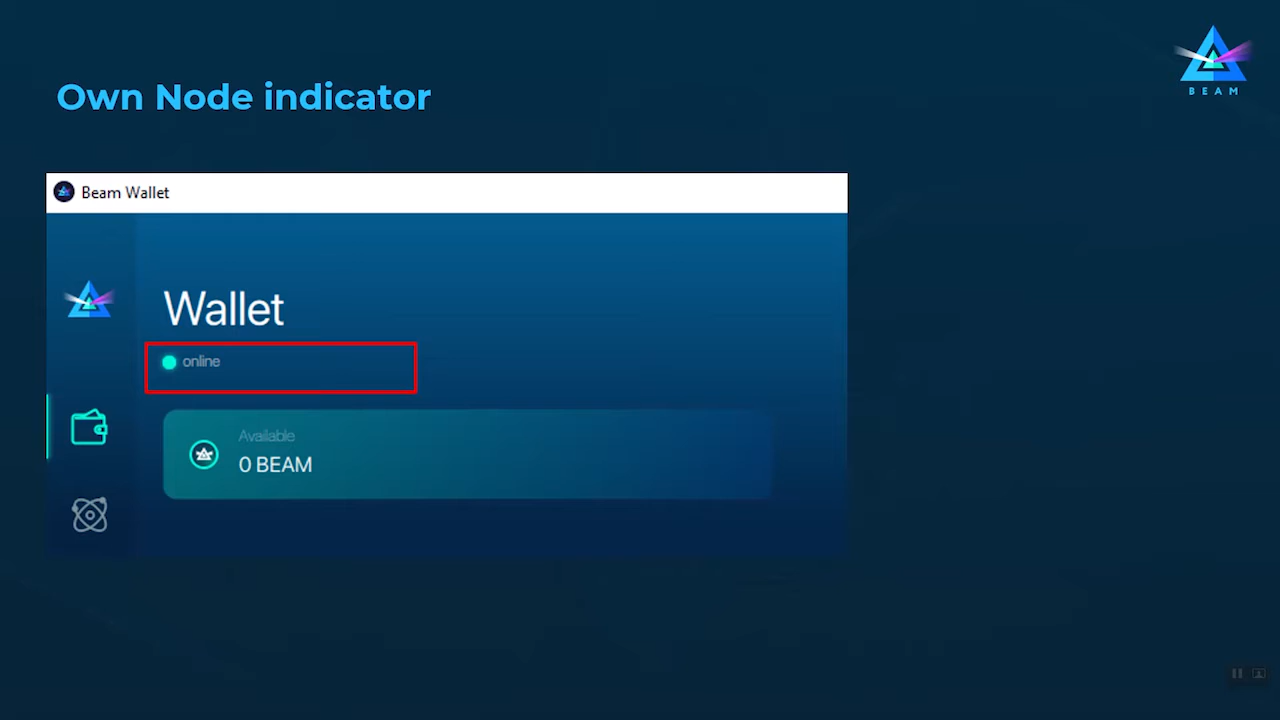 BEAM
Own Node indicator
Beam Wallet
Wallet
online
Available
0 BEAM